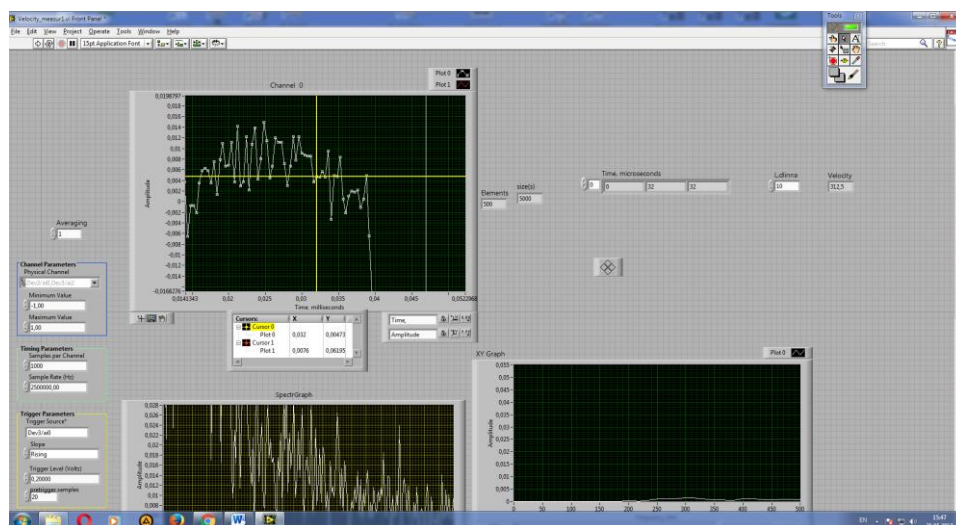 Velocity_measur1.vi Front Panel *
File Edit View Project Operate Tools Window Help
15pt Application Font
Search
Tools
Channel 0
Plot 0
Plot 1
Amplitude
0,0198797
0,018
0,016
0,014
0,012
0,01
0,008
0,006
0,004
0,002
0
-0,002
-0,004
-0,006
-0,008
-0,01
-0,012
-0,014
-0,0166276
0,0141343 0,02 0,025 0,03 0,035 0,04 0,045 0,0522068
Time, milliseconds
Cursors: X Y
Cursor 0
Plot 0 0,032 0,00473
Cursor 1
Plot 1 0,0076 0,06195
Time,
Amplitude
Averaging
1
Channel Parameters
Physical Channel
Minimum Value
-1,00
Maximum Value
1,00
Timing Parameters
Samples per Channel
1000
Sample Rate (Hz)
2500000,00
Trigger Parameters
Trigger Source*
Dev3/ai0
Slope
Rising
Trigger Level (Volts)
0,20000
pretrigger samples
20
Elements
500
size(s)
5000
Time, microseconds
0 0 32 32
L,dlinna
10
Velocity
312,5
SpectrGraph
Amplitude
0,028
0,026
0,024
0,022
0,02
0,018
0,016
0,014
0,012
0,01
0,008
XY Graph
Plot 0
Amplitude
0,055
0,05
0,045
0,04
0,035
0,03
0,025
0,02
0,015
0,01
0,005
0
0 50 100 150 200 250 300 350 400 450 500
EN
15:47